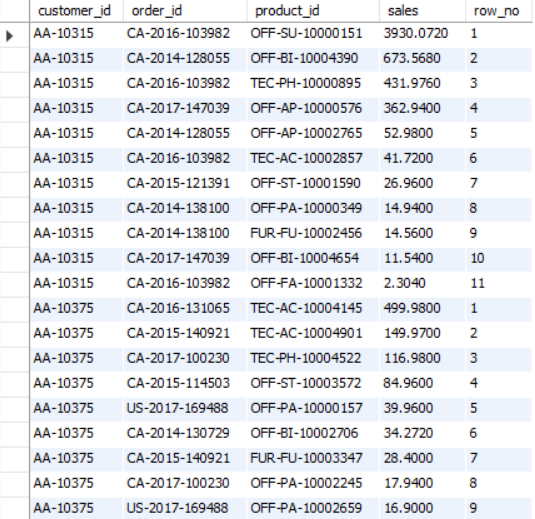 customer_id order_id product_id sales row_no
AA-10315 CA-2016-103982 OFF-SU-10000151 3930.0720 1
AA-10315 CA-2014-128055 OFF-BI-10004390 673.5680 2
AA-10315 CA-2016-103982 TEC-PH-10000895 431.9760 3
AA-10315 CA-2017-147039 OFF-AP-10000576 362.9400 4
AA-10315 CA-2014-128055 OFF-AP-10002765 52.9800 5
AA-10315 CA-2016-103982 TEC-AC-10002857 41.7200 6
AA-10315 CA-2015-121391 OFF-ST-10001590 26.9600 7
AA-10315 CA-2014-138100 OFF-PA-10000349 14.9400 8
AA-10315 CA-2014-138100 FUR-FU-10002456 14.5600 9
AA-10315 CA-2017-147039 OFF-BI-10004654 11.5400 10
AA-10315 CA-2016-103982 OFF-FA-10001332 2.3040 11
AA-10375 CA-2016-131065 TEC-AC-10004145 499.9800 1
AA-10375 CA-2015-140921 TEC-AC-10004901 149.9700 2
AA-10375 CA-2017-100230 TEC-PH-10004522 116.9800 3
AA-10375 CA-2015-114503 OFF-ST-10003572 84.9600 4
AA-10375 US-2017-169488 OFF-PA-10000157 39.9600 5
AA-10375 CA-2014-130729 OFF-BI-10002706 34.2720 6
AA-10375 CA-2015-140921 FUR-FU-10003347 28.4000 7
AA-10375 CA-2017-100230 OFF-PA-10002245 17.9400 8
AA-10375 US-2017-169488 OFF-PA-10002659 16.9000 9